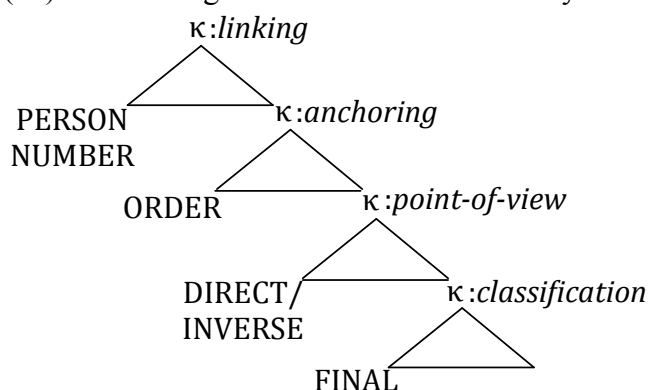 κ:linking
PERSON
NUMBER
κ:anchoring
ORDER
κ:point-of-view
DIRECT/
INVERSE
κ:classification
FINAL